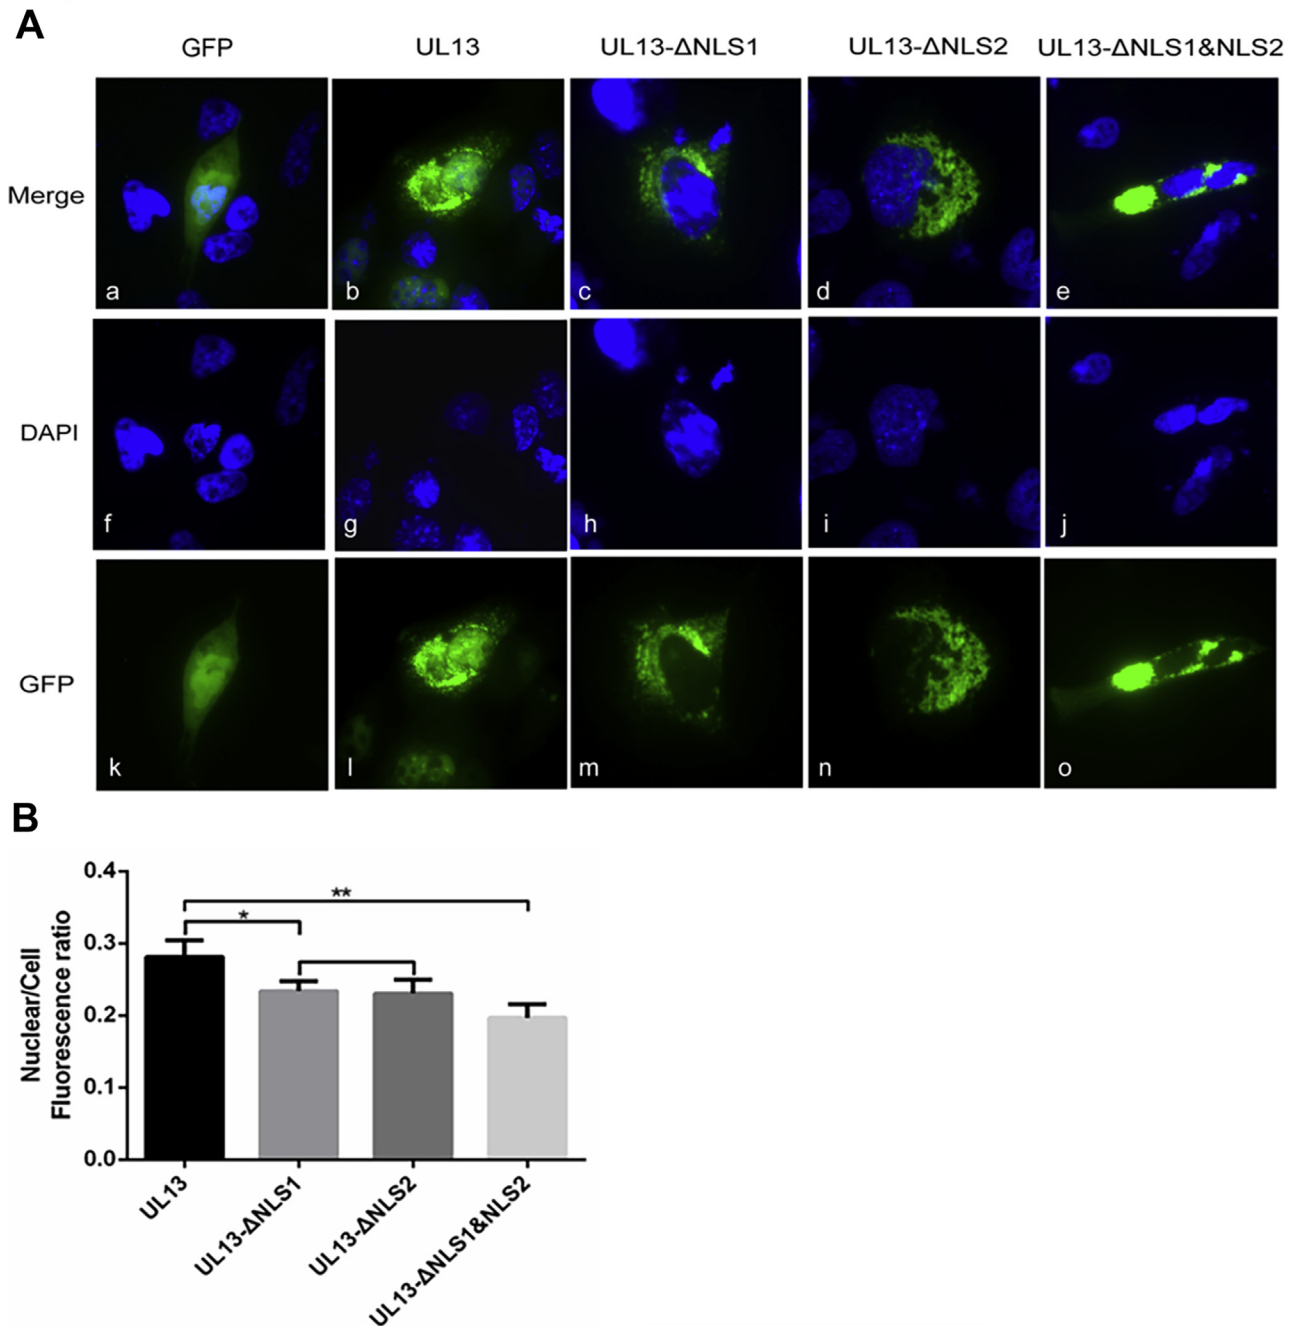 A
GFP UL13 UL13-ΔNLS1 UL13-ΔNLS2 UL13-ΔNLS1&NLS2
Merge
a b c d e
DAPI
f g h i j
GFP
k l m n o
B
Nuclear/Cell
Fluorescence ratio
0.4
0.3
0.2
0.1
0.0
**
*
UL13
UL13-ΔNLS1
UL13-ΔNLS2
UL13-ΔNLS1&NLS2